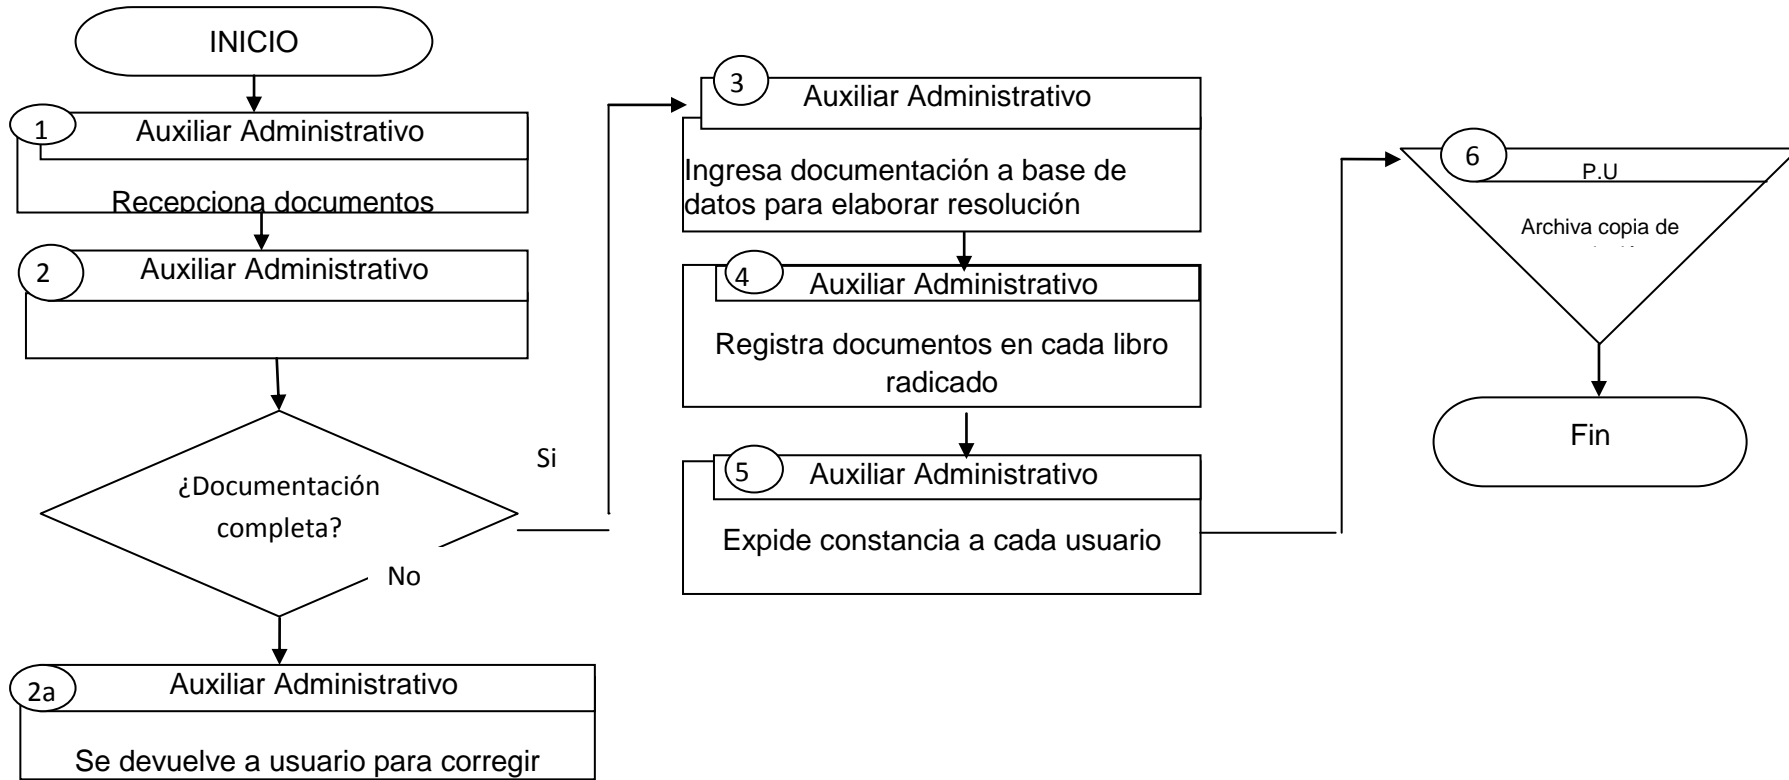 INICIO
1
Auxiliar Administrativo
Recepciona documentos
2
Auxiliar Administrativo
¿Documentación
completa?
Si
No
2a
Auxiliar Administrativo
Se devuelve a usuario para corregir
3
Auxiliar Administrativo
Ingresa documentación a base de
datos para elaborar resolución
4
Auxiliar Administrativo
Registra documentos en cada libro
radicado
5
Auxiliar Administrativo
Expide constancia a cada usuario
6
P.U
Archiva copia de
Fin